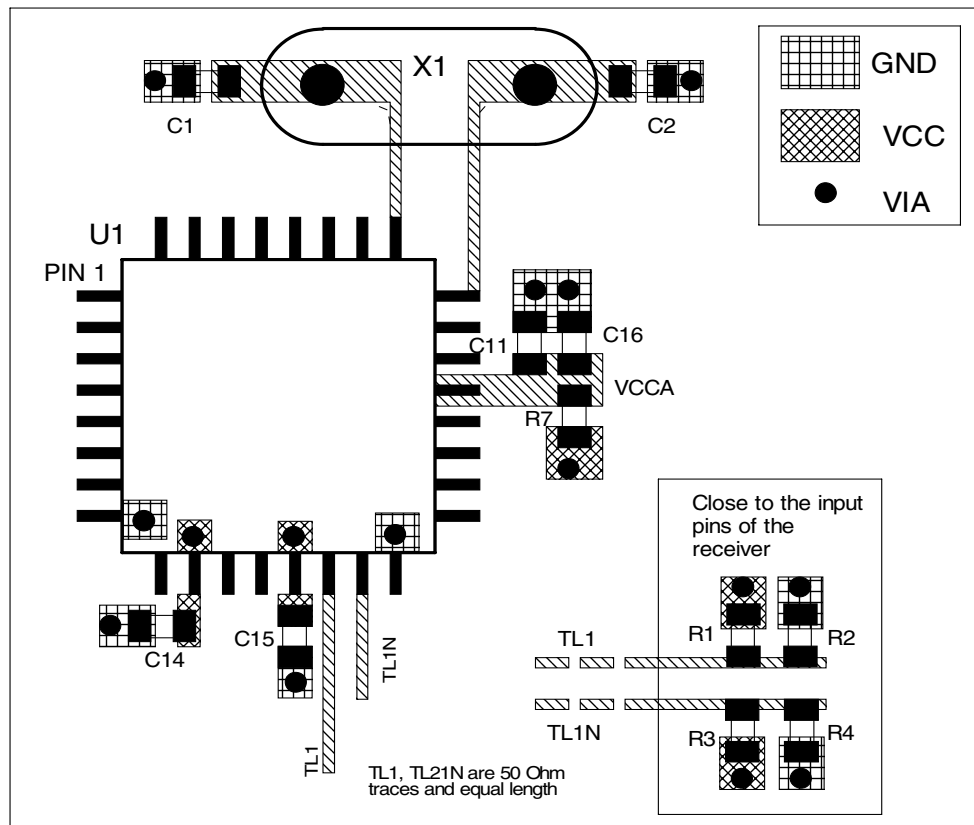 X1
C1
C2
GND
VCC
VIA
U1
PIN 1
C11
C16
VCCA
R7
C14
C15
TL1
TL1N
Close to the input
pins of the
receiver
R1
R2
TL1
TL1N
R3
R4
TL1, TL21N are 50 Ohm
traces and equal length